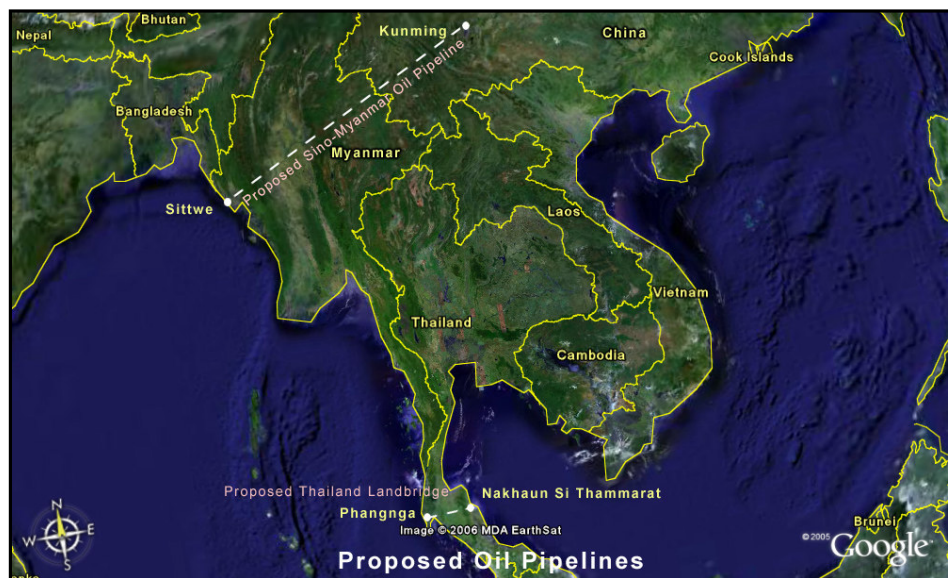 Bhutan
Nepal
Kunming
China
Cook Islands
Bangladesh
Proposed Sino-Myanmar Oil Pipeline
Myanmar
Sittwe
Laos
Vietnam
Thailand
Cambodia
Proposed Thailand Landbridge
Nakhaun Si Thammarat
Phangnga
Image © 2006 MDA EarthSat
N
W E
S
Brunei
© 2005 Google
Proposed Oil Pipelines